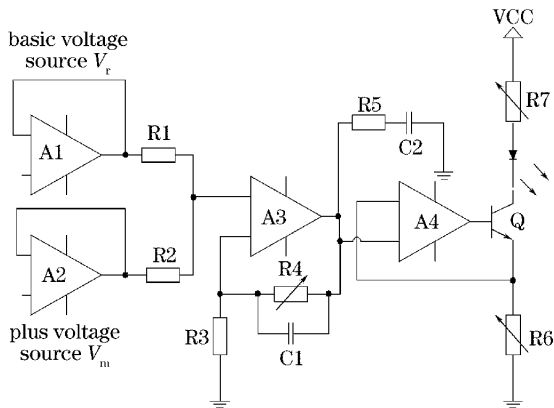 basic voltage
source Vr
VCC
R7
R5
C2
R1
A1
A3
A4
Q
R2
A2
R4
plus voltage
source Vm
R3
C1
R6